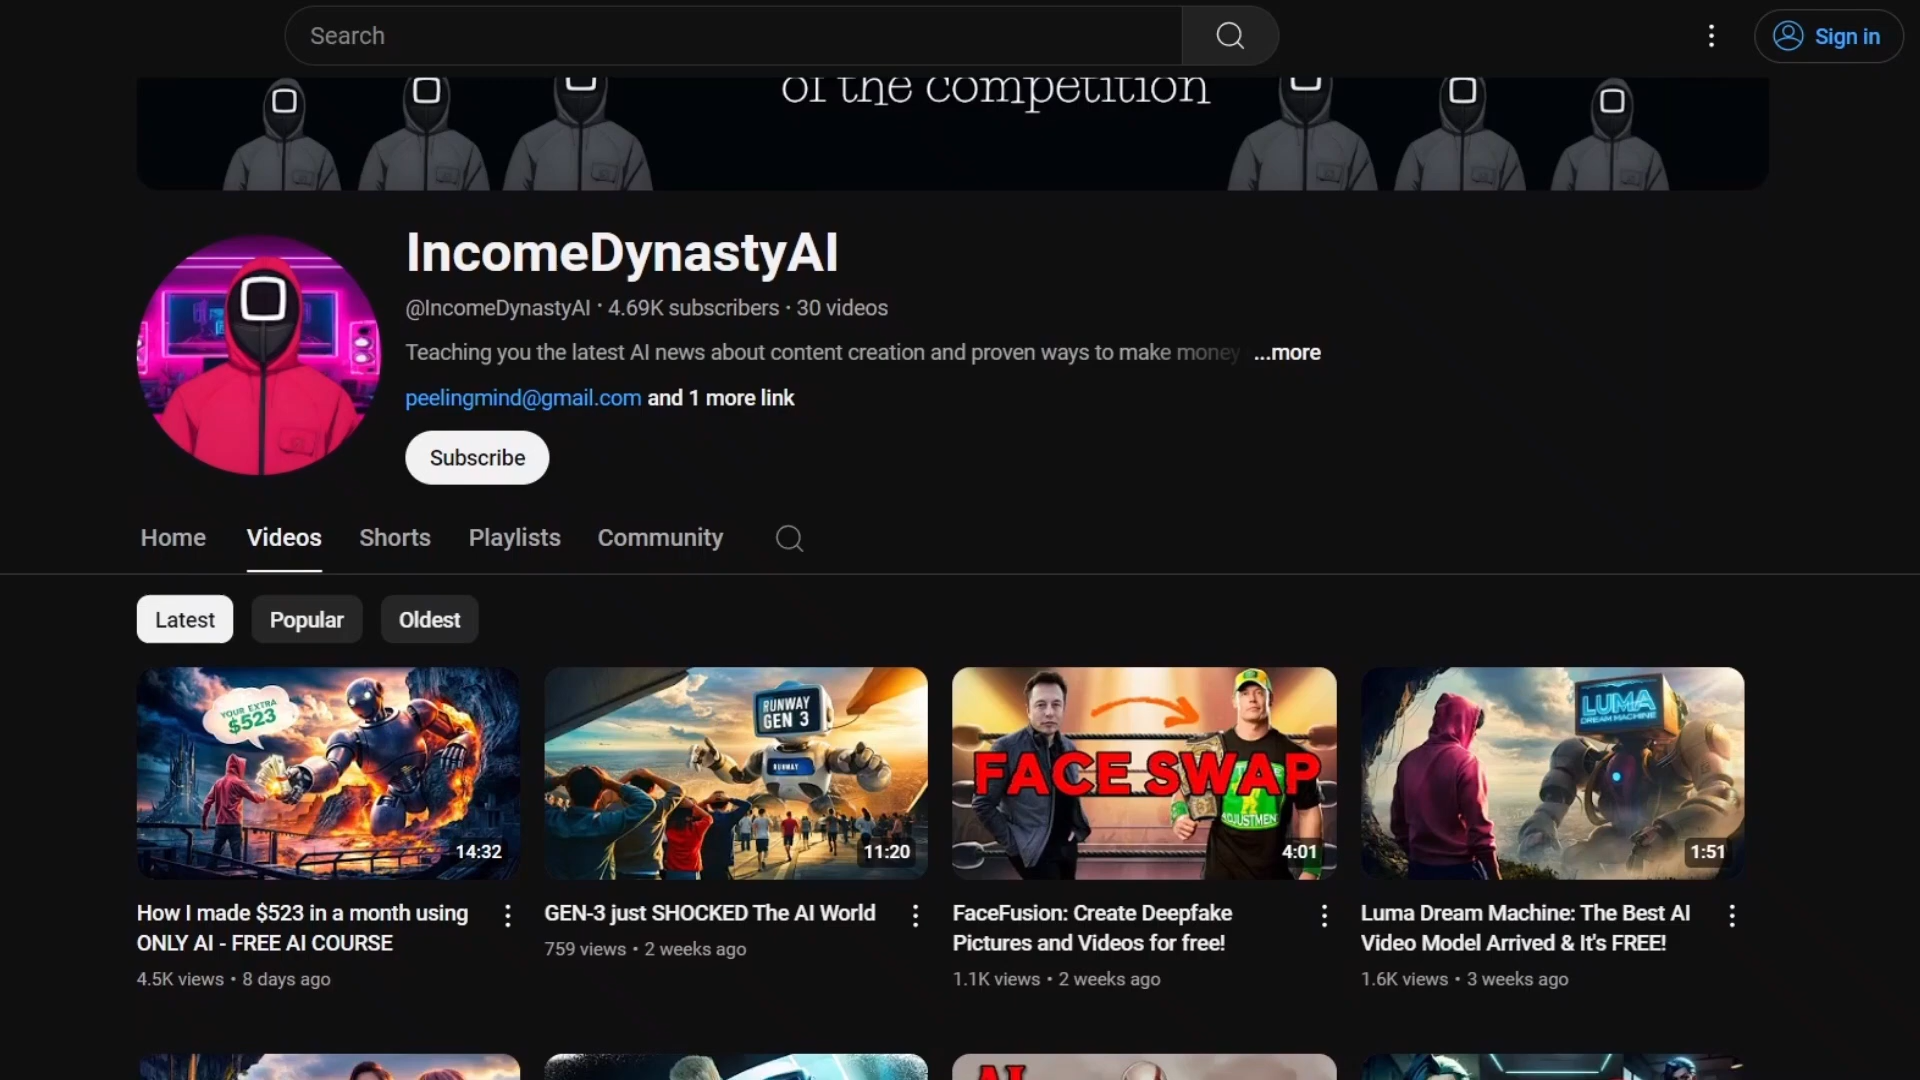 Search
Sign in
of the competition
IncomeDynastyAI
@IncomeDynastyAI · 4.69K subscribers · 30 videos
Teaching you the latest AI news about content creation and proven ways to make money ...more
peelingmind@gmail.com and 1 more link
Subscribe
Home Videos Shorts Playlists Community
Latest Popular Oldest
YOUR EXTRA
$523
14:32
RUNWAY
GEN 3
RUNWAY
11:20
FACE SWAP
ADJUSTMENT
4:01
LUMA
DREAM MACHINE
1:51
How I made $523 in a month using
ONLY AI - FREE AI COURSE
4.5K views • 8 days ago
GEN-3 just SHOCKED The AI World
759 views • 2 weeks ago
FaceFusion: Create Deepfake
Pictures and Videos for free!
1.1K views • 2 weeks ago
Luma Dream Machine: The Best AI
Video Model Arrived & It's FREE!
1.6K views • 3 weeks ago
AI